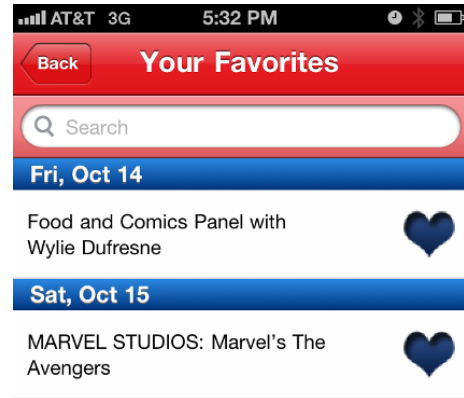 AT&T 3G 5:32 PM
Back Your Favorites
Search
Fri, Oct 14
Food and Comics Panel with
Wylie Dufresne
Sat, Oct 15
MARVEL STUDIOS: Marvel's The
Avengers